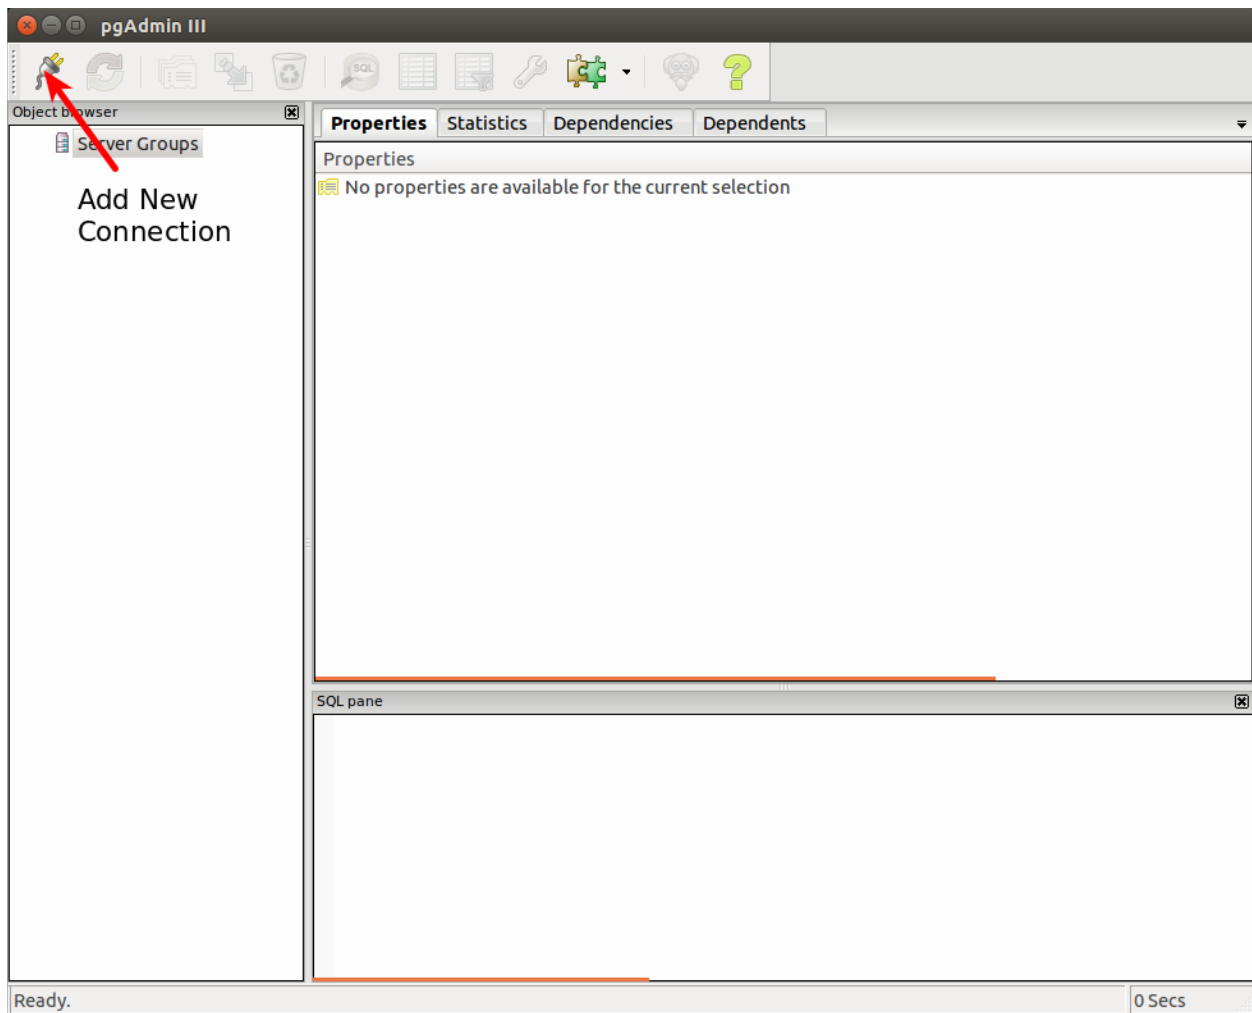 pgAdmin III
SQL
Object browser
Server Groups
Add New
Connection
Properties Statistics Dependencies Dependents
Properties
No properties are available for the current selection
SQL pane
Ready.
0 Secs